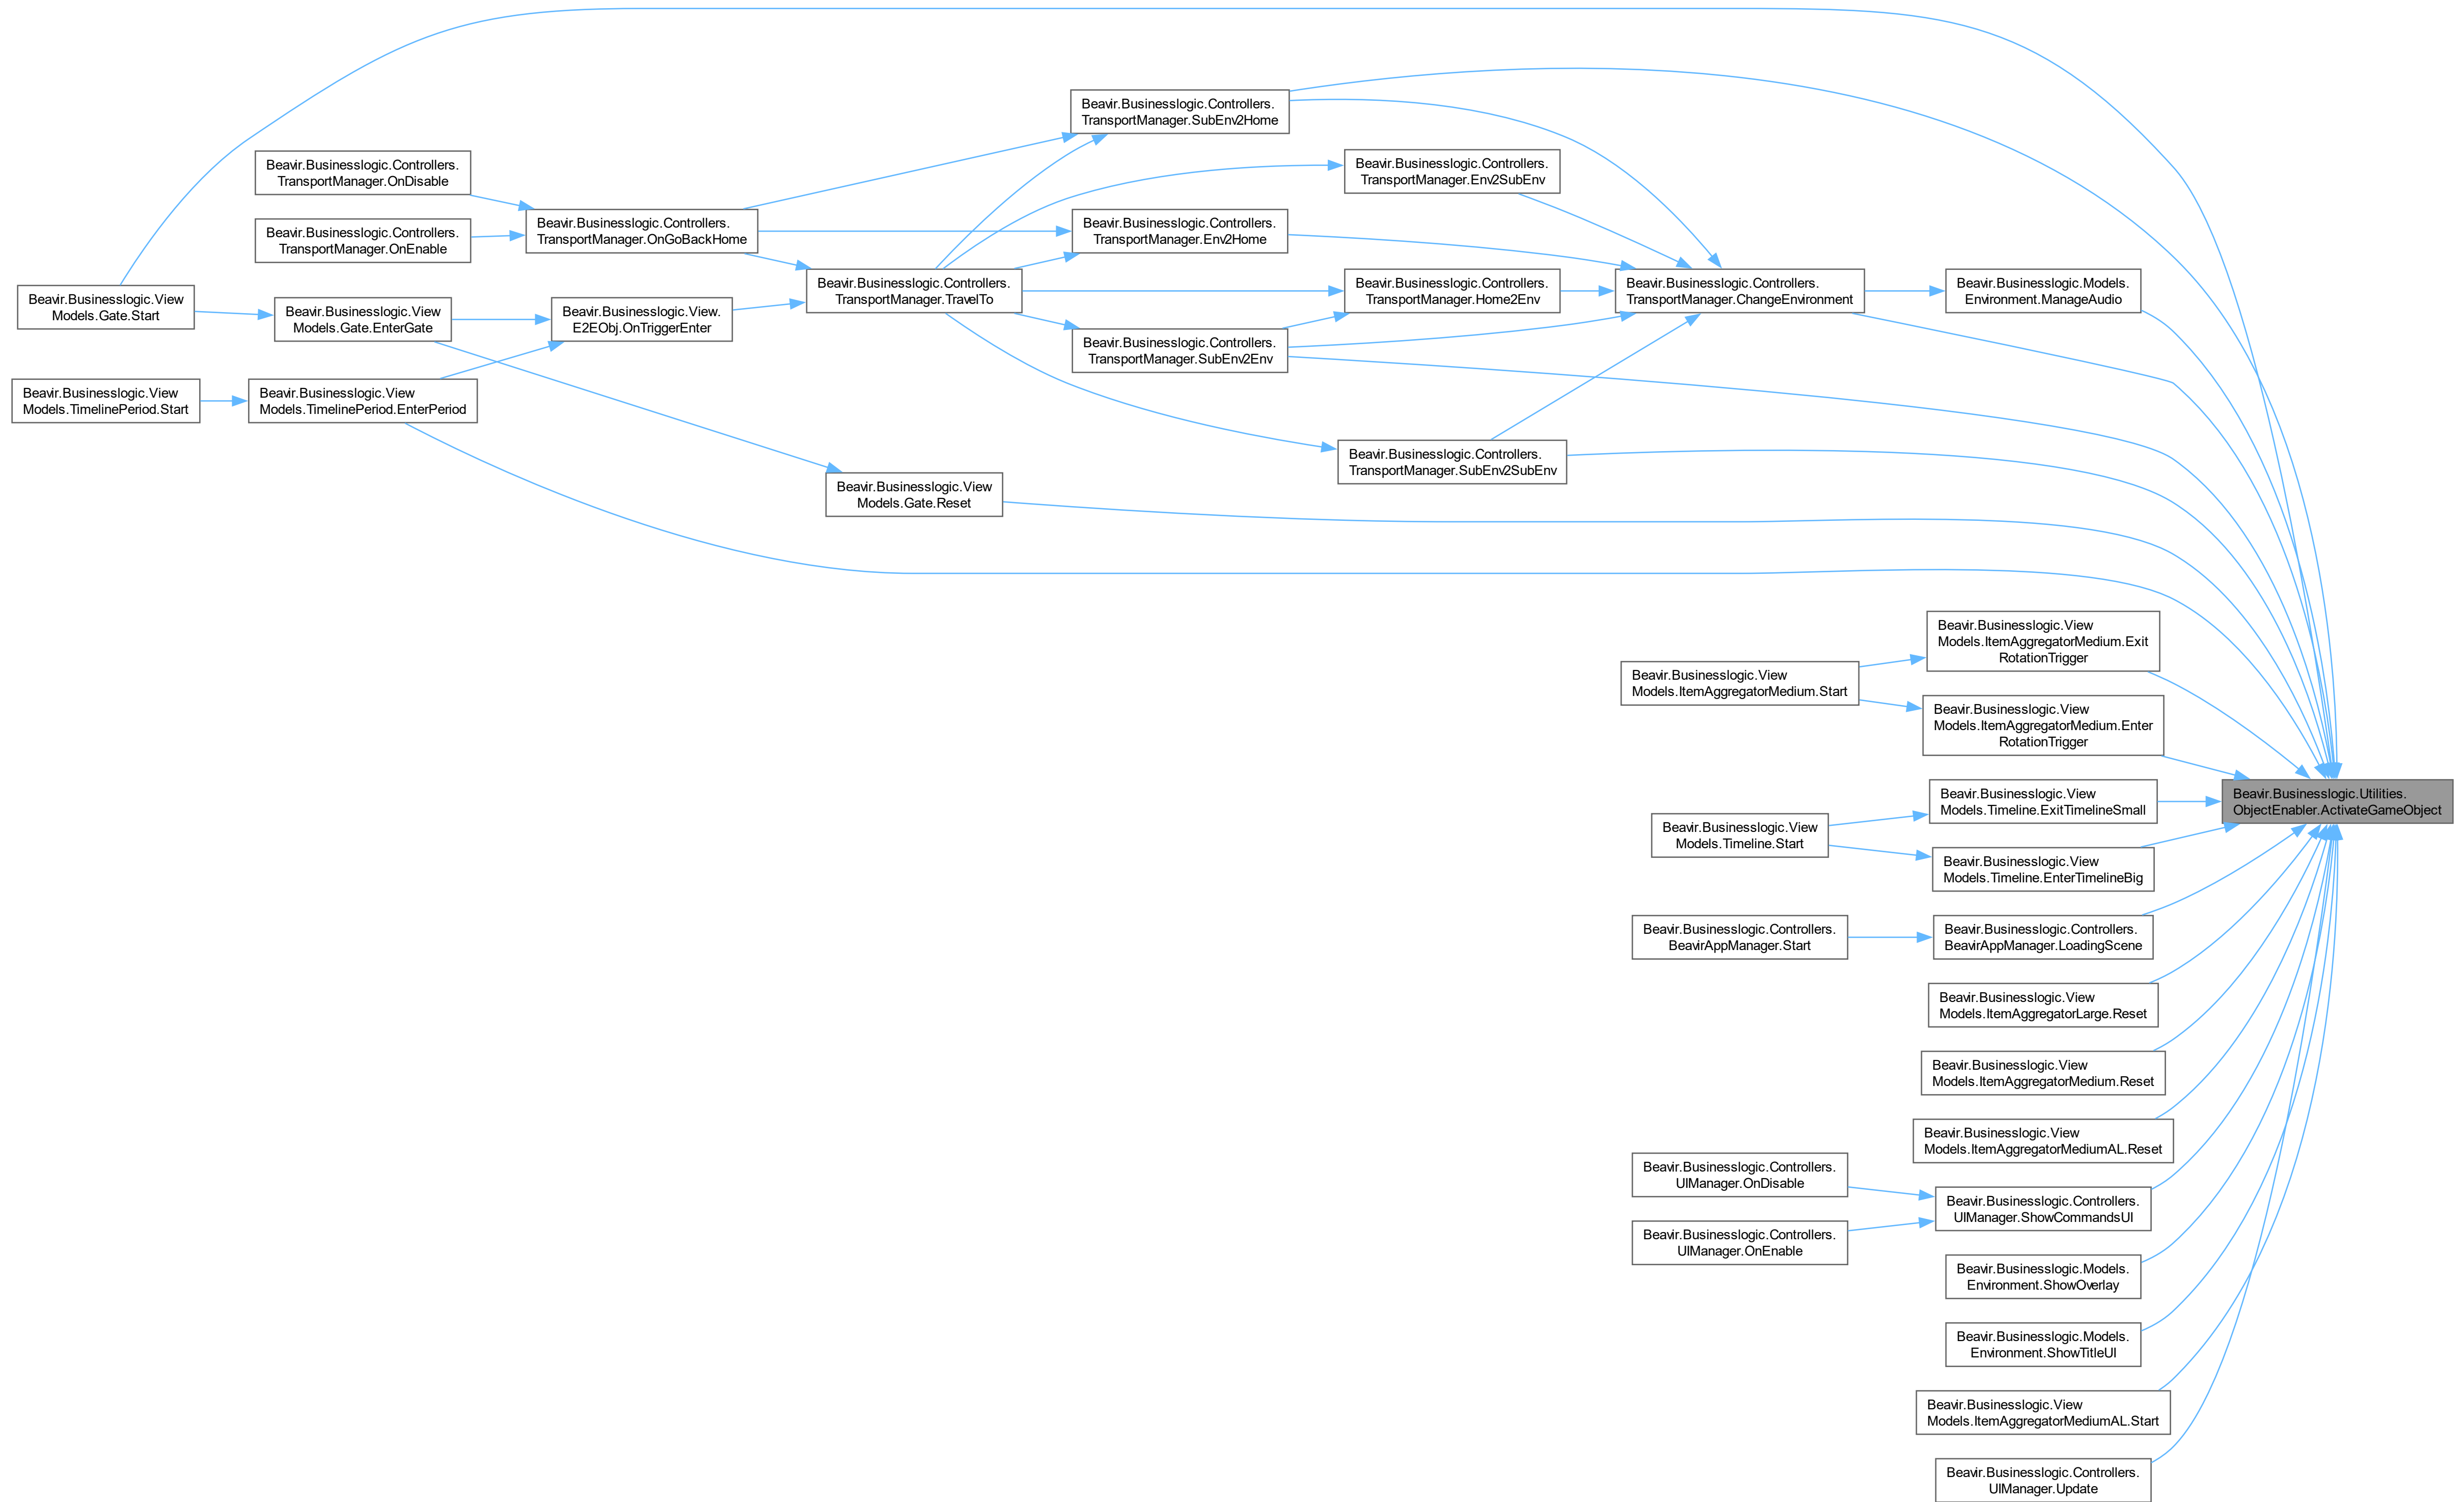 Beavir.Businesslogic.Controllers.
TransportManager.SubEnv2Home
Beavir.Businesslogic.Controllers.
TransportManager.OnDisable
Beavir.Businesslogic.Controllers.
TransportManager.Env2SubEnv
Beavir.Businesslogic.Controllers.
TransportManager.OnEnable
Beavir.Businesslogic.Controllers.
TransportManager.OnGoBackHome
Beavir.Businesslogic.Controllers.
TransportManager.Env2Home
Beavir.Businesslogic.View
Models.Gate.Start
Beavir.Businesslogic.View
Models.Gate.EnterGate
Beavir.Businesslogic.View.
E2EObj.OnTriggerEnter
Beavir.Businesslogic.Controllers.
TransportManager.TravelTo
Beavir.Businesslogic.Controllers.
TransportManager.Home2Env
Beavir.Businesslogic.Controllers.
TransportManager.ChangeEnvironment
Beavir.Businesslogic.Models.
Environment.ManageAudio
Beavir.Businesslogic.Controllers.
TransportManager.SubEnv2Env
Beavir.Businesslogic.View
Models.TimelinePeriod.Start
Beavir.Businesslogic.View
Models.TimelinePeriod.EnterPeriod
Beavir.Businesslogic.Controllers.
TransportManager.SubEnv2SubEnv
Beavir.Businesslogic.View
Models.Gate.Reset
Beavir.Businesslogic.View
Models.ItemAggregatorMedium.Exit
RotationTrigger
Beavir.Businesslogic.View
Models.ItemAggregatorMedium.Start
Beavir.Businesslogic.View
Models.ItemAggregatorMedium.Enter
RotationTrigger
Beavir.Businesslogic.View
Models.Timeline.ExitTimelineSmall
Beavir.Businesslogic.Utilities.
ObjectEnabler.ActivateGameObject
Beavir.Businesslogic.View
Models.Timeline.Start
Beavir.Businesslogic.View
Models.Timeline.EnterTimelineBig
Beavir.Businesslogic.Controllers.
BeavirAppManager.Start
Beavir.Businesslogic.Controllers.
BeavirAppManager.LoadingScene
Beavir.Businesslogic.View
Models.ItemAggregatorLarge.Reset
Beavir.Businesslogic.View
Models.ItemAggregatorMedium.Reset
Beavir.Businesslogic.View
Models.ItemAggregatorMediumAL.Reset
Beavir.Businesslogic.Controllers.
UIManager.OnDisable
Beavir.Businesslogic.Controllers.
UIManager.ShowCommandsUI
Beavir.Businesslogic.Controllers.
UIManager.OnEnable
Beavir.Businesslogic.Models.
Environment.ShowOverlay
Beavir.Businesslogic.Models.
Environment.ShowTitleUI
Beavir.Businesslogic.View
Models.ItemAggregatorMediumAL.Start
Beavir.Businesslogic.Controllers.
UIManager.Update